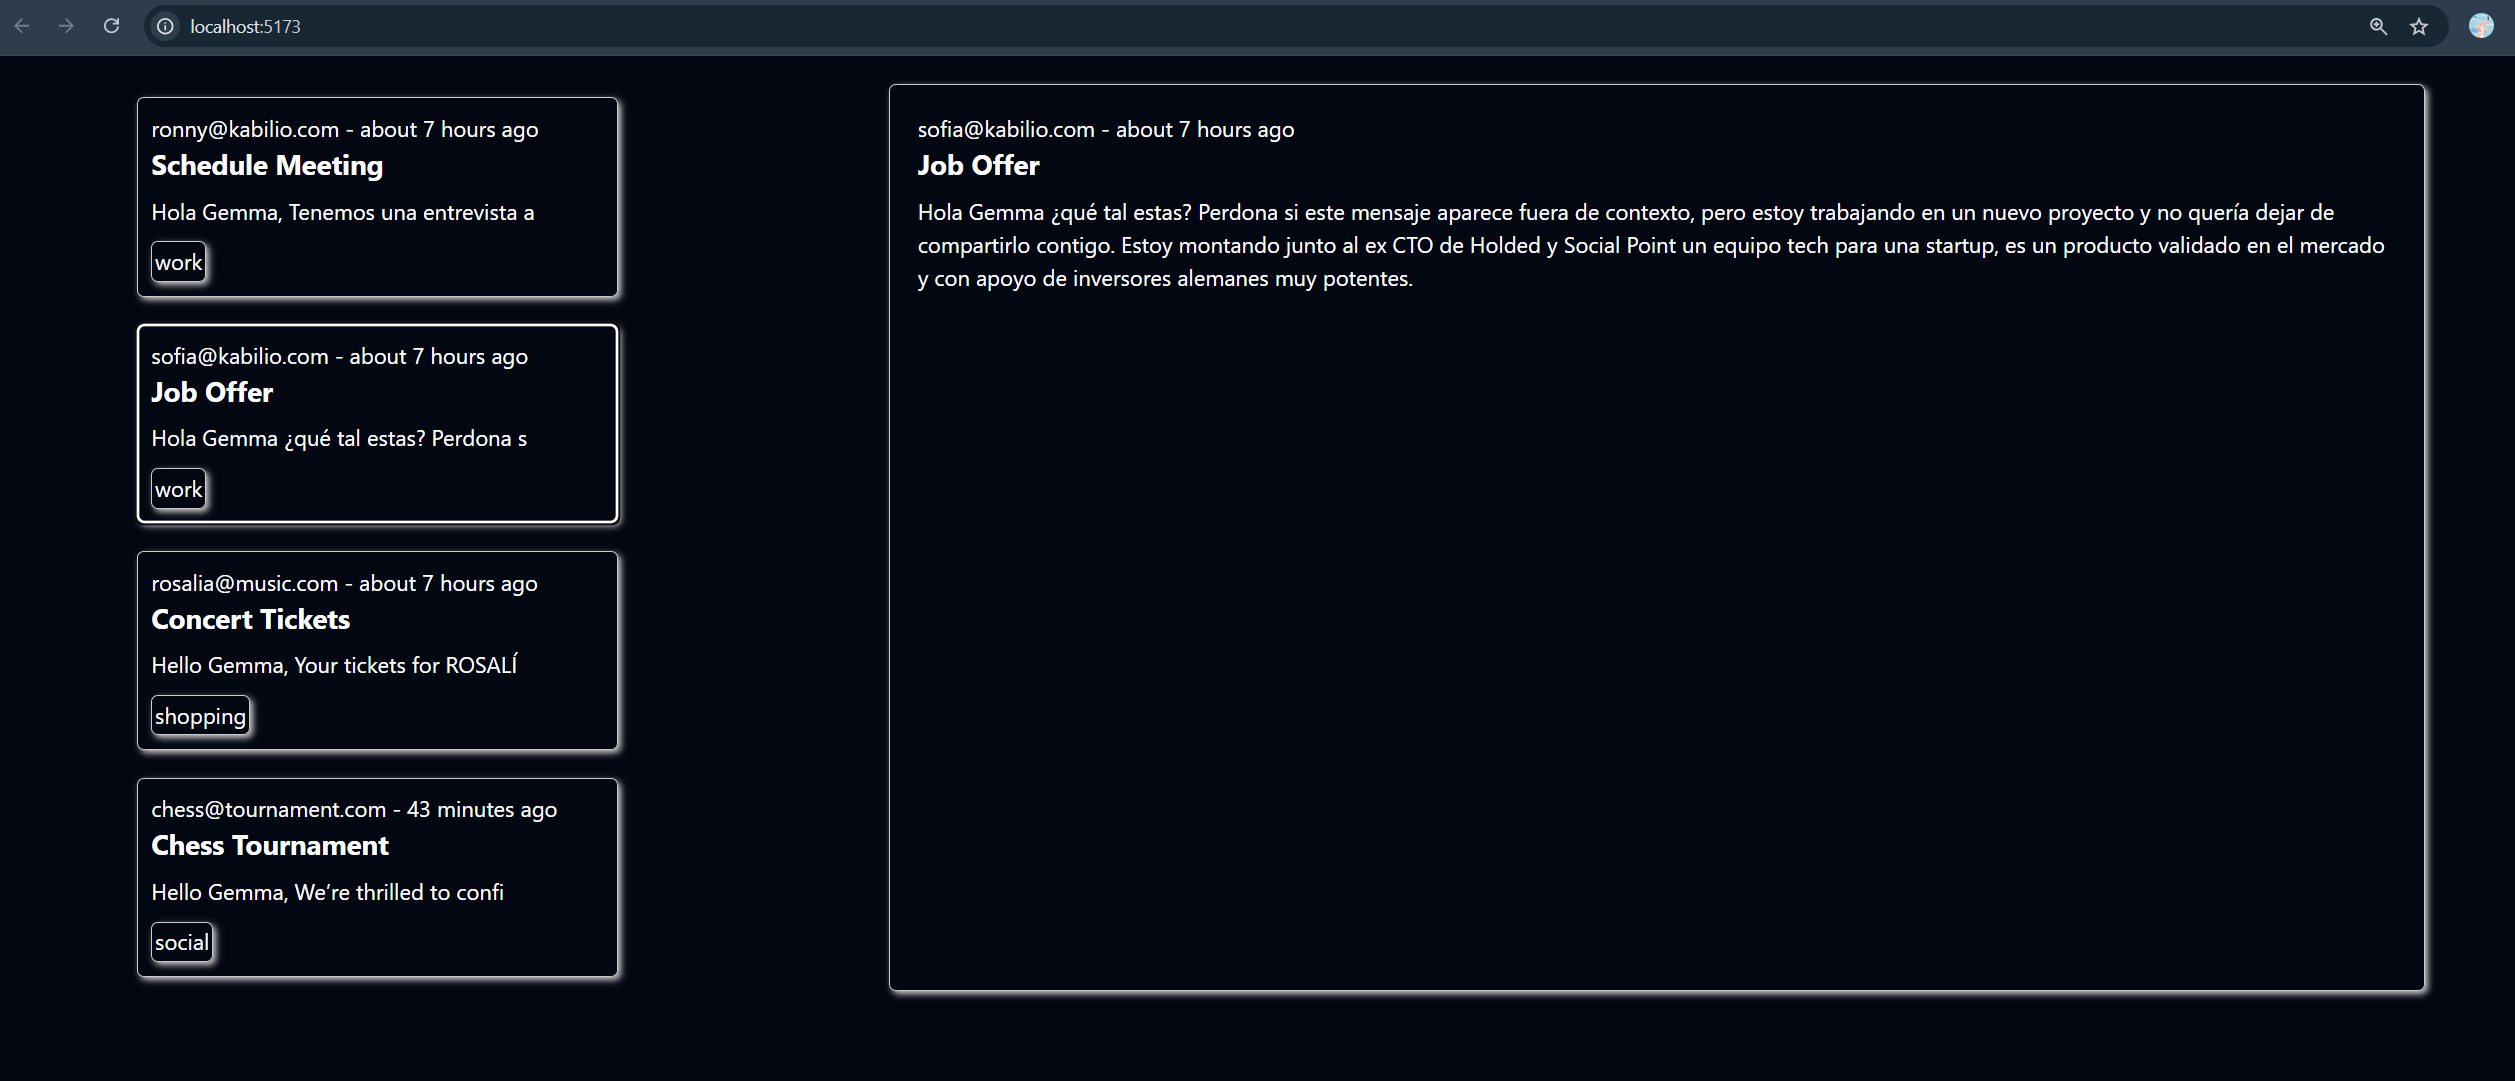 localhost:5173
ronny@kabilio.com - about 7 hours ago
Schedule Meeting
Hola Gemma, Tenemos una entrevista a
work
sofia@kabilio.com - about 7 hours ago
Job Offer
Hola Gemma ¿qué tal estas? Perdona s
work
rosalia@music.com - about 7 hours ago
Concert Tickets
Hello Gemma, Your tickets for ROSALÍ
shopping
chess@tournament.com - 43 minutes ago
Chess Tournament
Hello Gemma, We’re thrilled to confi
social
sofia@kabilio.com - about 7 hours ago
Job Offer
Hola Gemma ¿qué tal estas? Perdona si este mensaje aparece fuera de contexto, pero estoy trabajando en un nuevo proyecto y no quería dejar de
compartirlo contigo. Estoy montando junto al ex CTO de Holded y Social Point un equipo tech para una startup, es un producto validado en el mercado
y con apoyo de inversores alemanes muy potentes.